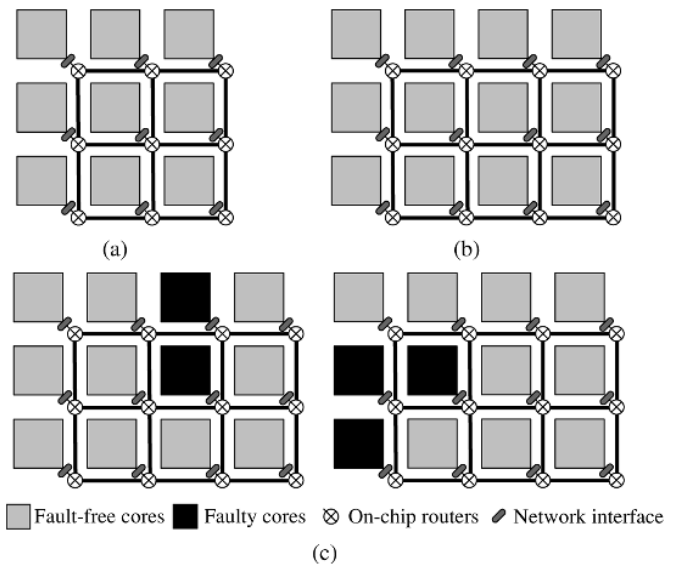 (a) (b)
Fault-free cores Faulty cores On-chip routers Network interface
(c)